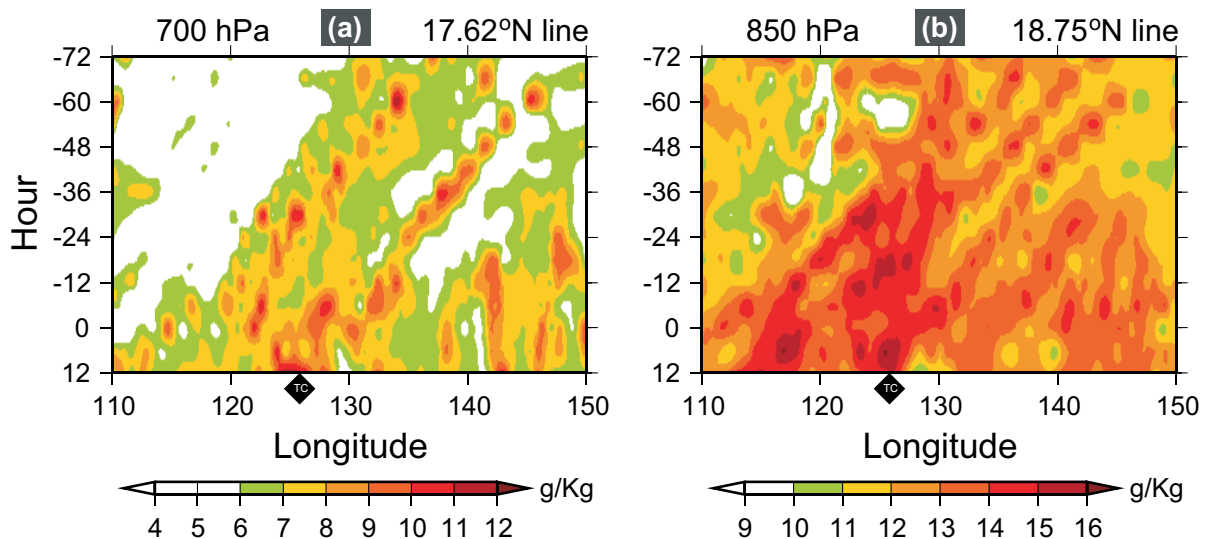 700 hPa (a) 17.62°N line
-72
-60
-48
-36
-24
-12
0
12
Hour
110 120 130 140 150
TC
Longitude
g/Kg
4 5 6 7 8 9 10 11 12
850 hPa (b) 18.75°N line
-72
-60
-48
-36
-24
-12
0
12
110 120 130 140 150
TC
Longitude
g/Kg
9 10 11 12 13 14 15 16